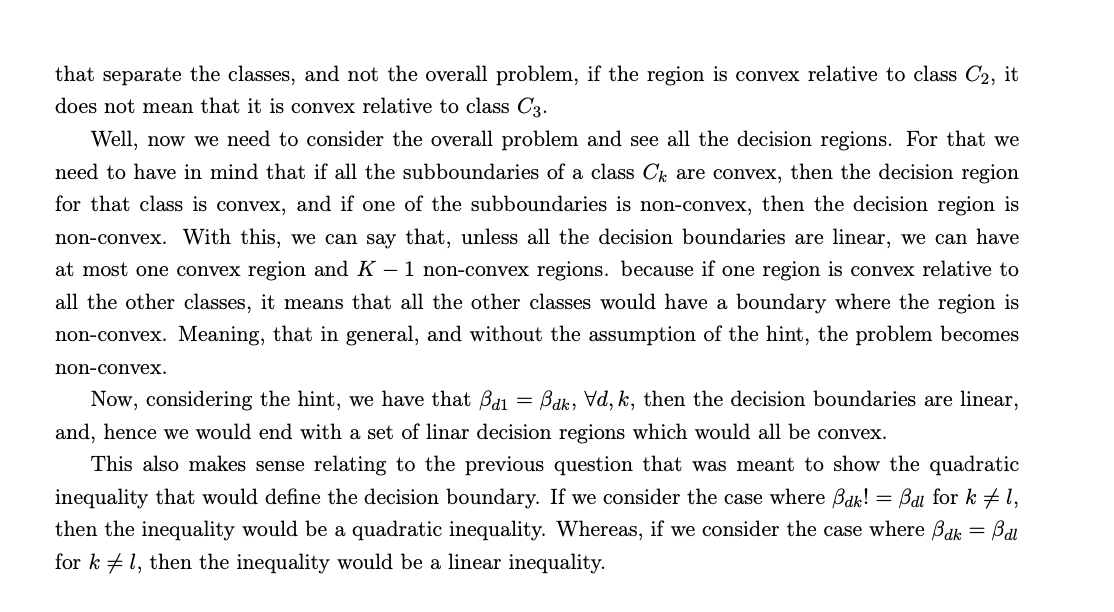 that separate the classes, and not the overall problem, if the region is convex relative to class C₂, it
does not mean that it is convex relative to class C₃.
Well, now we need to consider the overall problem and see all the decision regions. For that we
need to have in mind that if all the subboundaries of a class Cₖ are convex, then the decision region
for that class is convex, and if one of the subboundaries is non-convex, then the decision region is
non-convex. With this, we can say that, unless all the decision boundaries are linear, we can have
at most one convex region and K − 1 non-convex regions. because if one region is convex relative to
all the other classes, it means that all the other classes would have a boundary where the region is
non-convex. Meaning, that in general, and without the assumption of the hint, the problem becomes
non-convex.
Now, considering the hint, we have that β_{d1} = β_{dk}, ∀d, k, then the decision boundaries are linear,
and, hence we would end with a set of linar decision regions which would all be convex.
This also makes sense relating to the previous question that was meant to show the quadratic
inequality that would define the decision boundary. If we consider the case where β_{dk}! = β_{dl} for k ≠ l,
then the inequality would be a quadratic inequality. Whereas, if we consider the case where β_{dk} = β_{dl}
for k ≠ l, then the inequality would be a linear inequality.